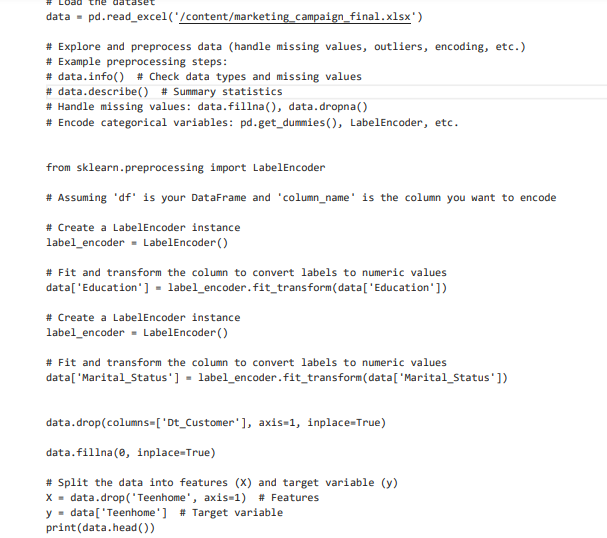 # Load the dataset
data = pd.read_excel('/content/marketing_campaign_final.xlsx')
# Explore and preprocess data (handle missing values, outliers, encoding, etc.)
# Example preprocessing steps:
# data.info()  # Check data types and missing values
# data.describe()  # Summary statistics
# Handle missing values: data.fillna(), data.dropna()
# Encode categorical variables: pd.get_dummies(), LabelEncoder, etc.
from sklearn.preprocessing import LabelEncoder
# Assuming 'df' is your DataFrame and 'column_name' is the column you want to encode
# Create a LabelEncoder instance
label_encoder = LabelEncoder()
# Fit and transform the column to convert labels to numeric values
data['Education'] = label_encoder.fit_transform(data['Education'])
# Create a LabelEncoder instance
label_encoder = LabelEncoder()
# Fit and transform the column to convert labels to numeric values
data['Marital_Status'] = label_encoder.fit_transform(data['Marital_Status'])
data.drop(columns=['Dt_Customer'], axis=1, inplace=True)
data.fillna(0, inplace=True)
# Split the data into features (X) and target variable (y)
X = data.drop('Teenhome', axis=1)  # Features
y = data['Teenhome']  # Target variable
print(data.head())